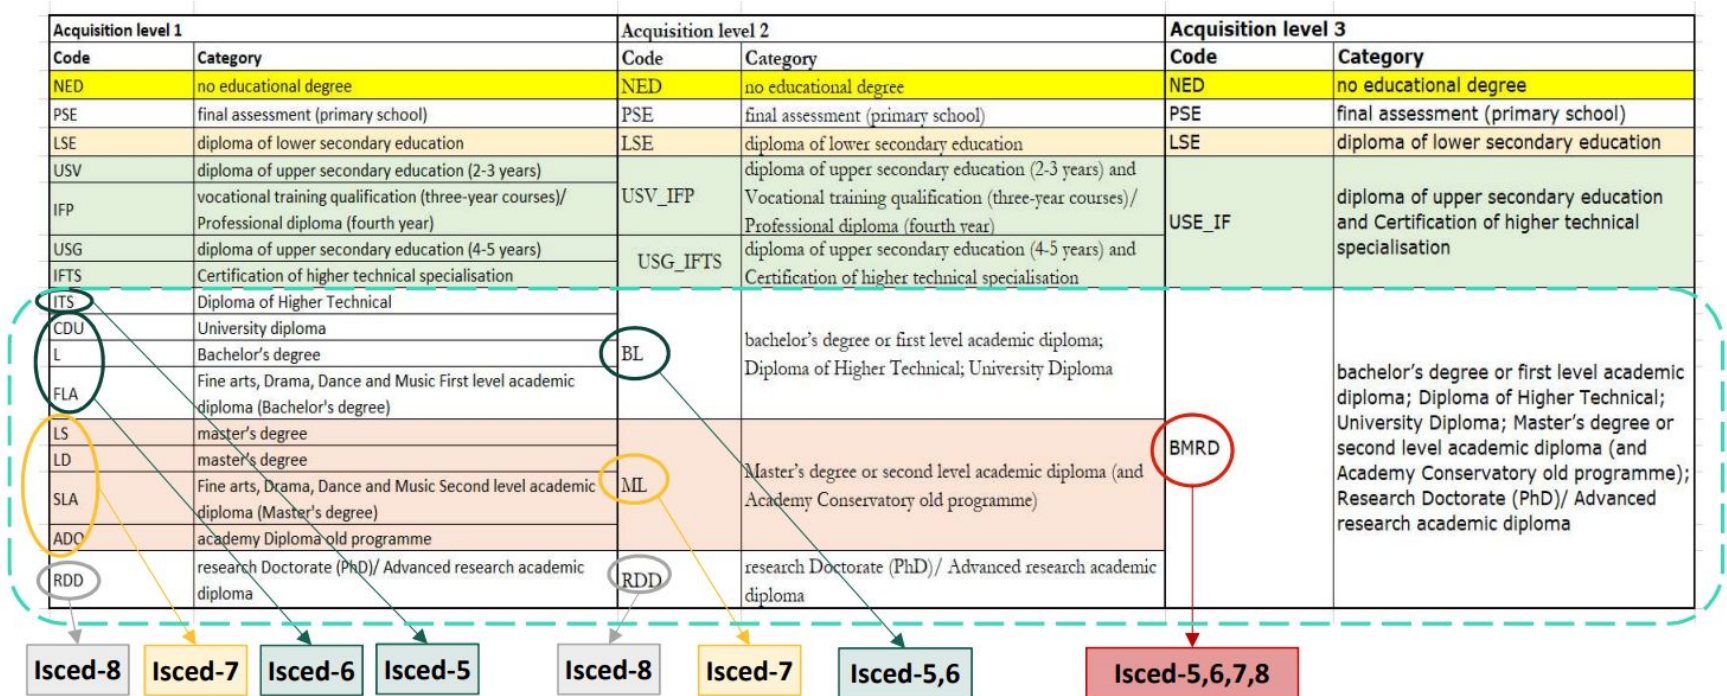 Acquisition level 1
Acquisition level 2
Acquisition level 3
Code Category
Code Category
Code Category
NED no educational degree
NED no educational degree
NED no educational degree
PSE final assessment (primary school)
PSE final assessment (primary school)
PSE final assessment (primary school)
LSE diploma of lower secondary education
LSE diploma of lower secondary education
LSE diploma of lower secondary education
USV diploma of upper secondary education (2-3 years)
IFP vocational training qualification (three-year courses)/
Professional diploma (fourth year)
USV_IFP diploma of upper secondary education (2-3 years) and
Vocational training qualification (three-year courses)/
Professional diploma (fourth year)
USG diploma of upper secondary education (4-5 years)
IFTS Certification of higher technical specialisation
USG_IFTS diploma of upper secondary education (4-5 years) and
Certification of higher technical specialisation
USE_IF diploma of upper secondary education
and Certification of higher technical
specialisation
ITS Diploma of Higher Technical
CDU University diploma
L Bachelor's degree
FLA Fine arts, Drama, Dance and Music First level academic
diploma (Bachelor's degree)
BL bachelor's degree or first level academic diploma;
Diploma of Higher Technical; University Diploma
LS master's degree
LD master's degree
SLA Fine arts, Drama, Dance and Music Second level academic
diploma (Master's degree)
ADO academy Diploma old programme
ML Master's degree or second level academic diploma (and
Academy Conservatory old programme)
RDD research Doctorate (PhD)/ Advanced research academic
diploma
RDD research Doctorate (PhD)/ Advanced research academic
diploma
BMRD bachelor's degree or first level academic
diploma; Diploma of Higher Technical;
University Diploma; Master's degree or
second level academic diploma (and
Academy Conservatory old programme);
Research Doctorate (PhD)/ Advanced
research academic diploma
Isced-8
Isced-7
Isced-6
Isced-5
Isced-8
Isced-7
Isced-5,6
Isced-5,6,7,8